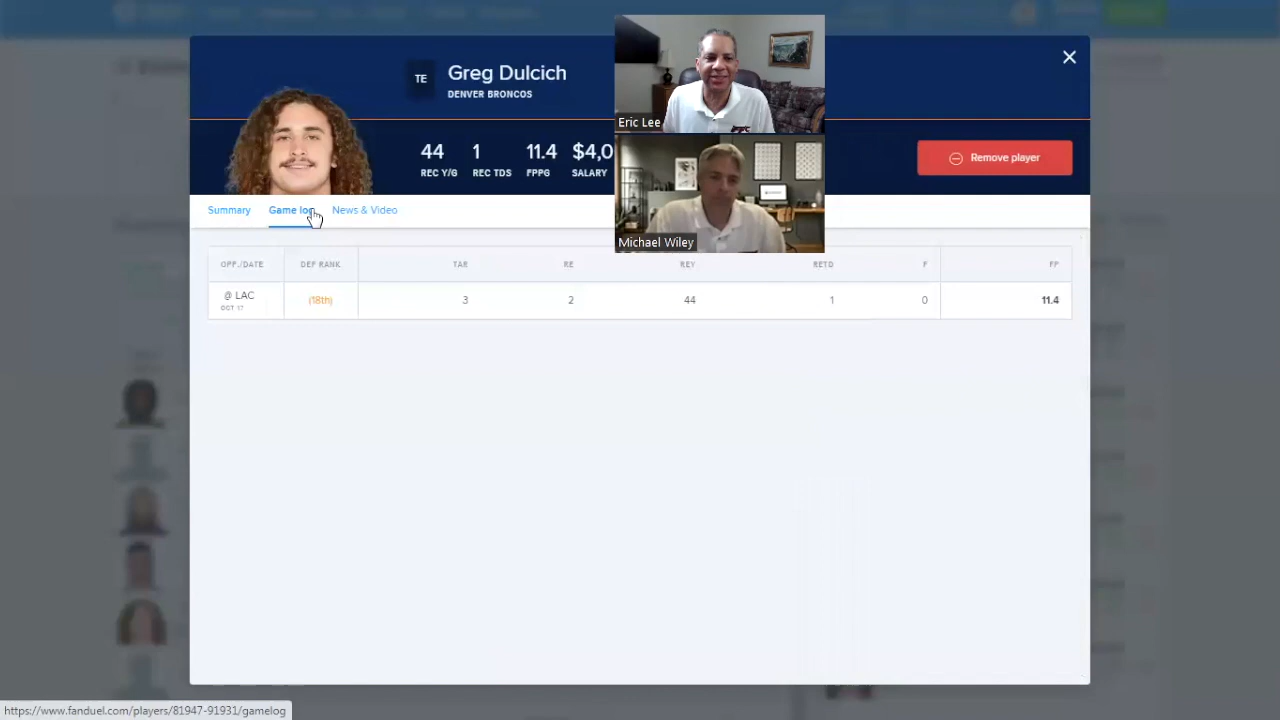 TE
Greg Dulcich
DENVER BRONCOS
Eric Lee
44 1 11.4 $4,0
REC Y/G REC TDS FPPG SALARY
Remove player
Summary Game log News & Video
Michael Wiley
OPP./DATE DEF RANK TAR RE REY RETD F FP
@ LAC (18th) 3 2 44 1 0 11.4
OCT 17
https://www.fanduel.com/players/81947-91931/gamelog